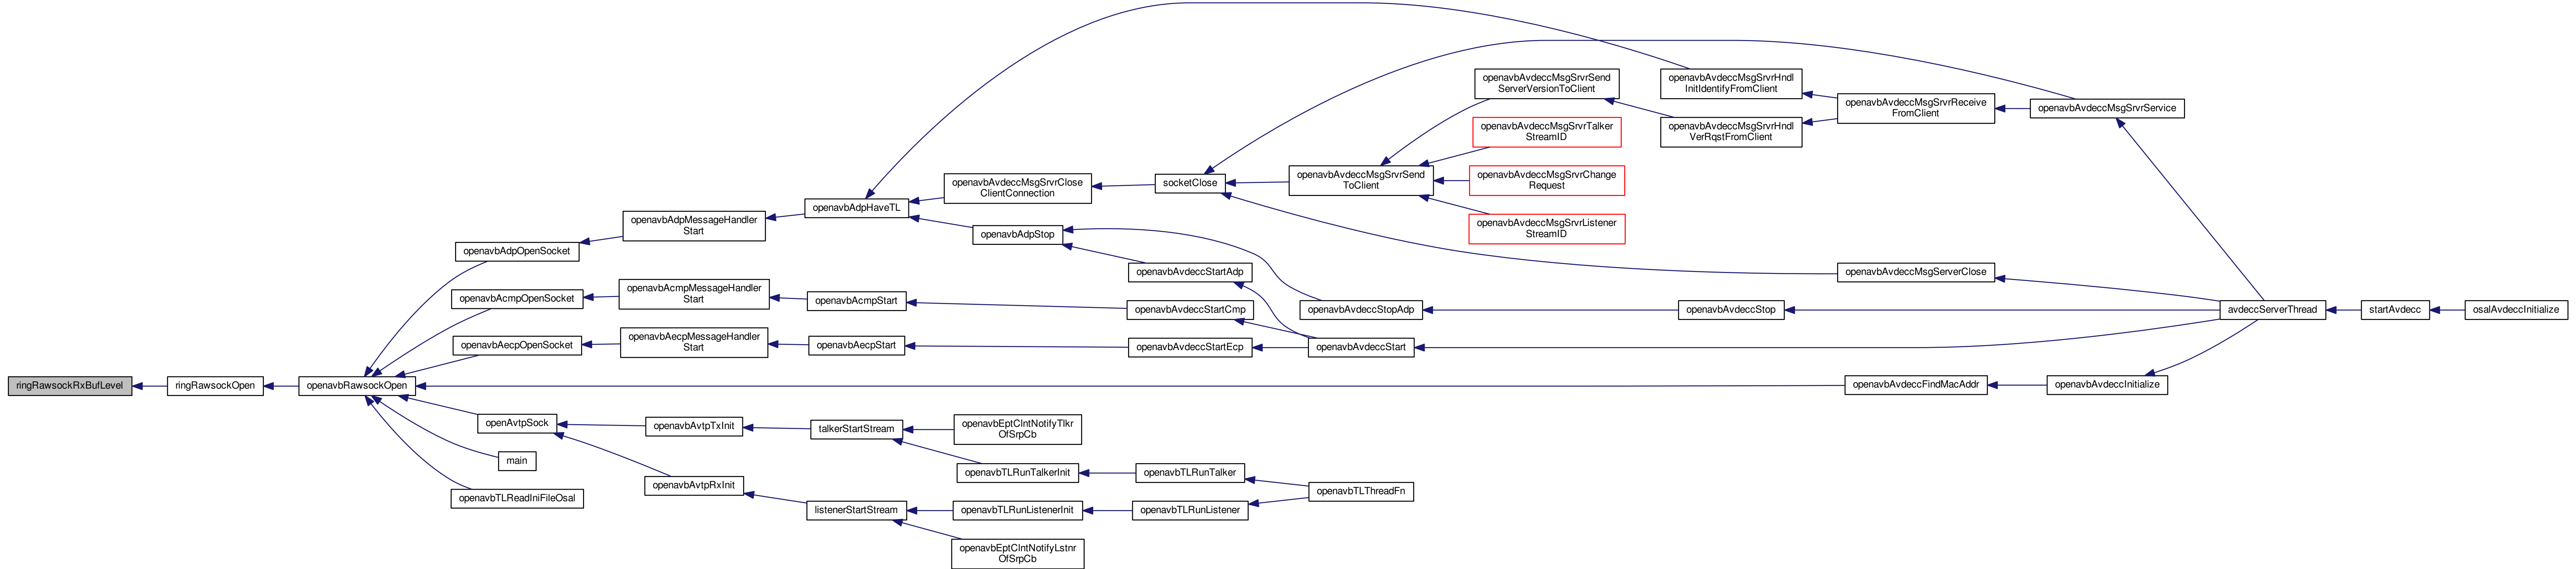 openavbAvdeccMsgSrvrSend
ServerVersionToClient
openavbAvdeccMsgSrvrHndl
InitIdentifyFromClient
openavbAvdeccMsgSrvrReceive
FromClient
openavbAvdeccMsgSrvrService
openavbAvdeccMsgSrvrTalker
StreamID
openavbAvdeccMsgSrvrHndl
VerRqstFromClient
openavbAvdeccMsgSrvrClose
ClientConnection
socketClose
openavbAvdeccMsgSrvrSend
ToClient
openavbAvdeccMsgSrvrChange
Request
openavbAdpHaveTL
openavbAdpMessageHandler
Start
openavbAvdeccMsgSrvrListener
StreamID
openavbAdpStop
openavbAdpOpenSocket
openavbAvdeccStartAdp
openavbAvdeccMsgServerClose
openavbAcmpOpenSocket
openavbAcmpMessageHandler
Start
openavbAcmpStart
openavbAvdeccStartCmp
openavbAvdeccStopAdp
openavbAvdeccStop
avdeccServerThread
startAvdecc
osalAvdeccInitialize
openavbAecpOpenSocket
openavbAecpMessageHandler
Start
openavbAecpStart
openavbAvdeccStartEcp
openavbAvdeccStart
ringRawsockRxBufLevel
ringRawsockOpen
openavbRawsockOpen
openavbAvdeccFindMacAddr
openavbAvdeccInitialize
openAvtpSock
openavbAvtpTxInit
talkerStartStream
openavbEptClntNotifyTlkr
OfSrpCb
main
openavbTLRunTalkerInit
openavbTLRunTalker
openavbTLReadIniFileOsal
openavbAvtpRxInit
openavbTLThreadFn
listenerStartStream
openavbTLRunListenerInit
openavbTLRunListener
openavbEptClntNotifyLstnr
OfSrpCb